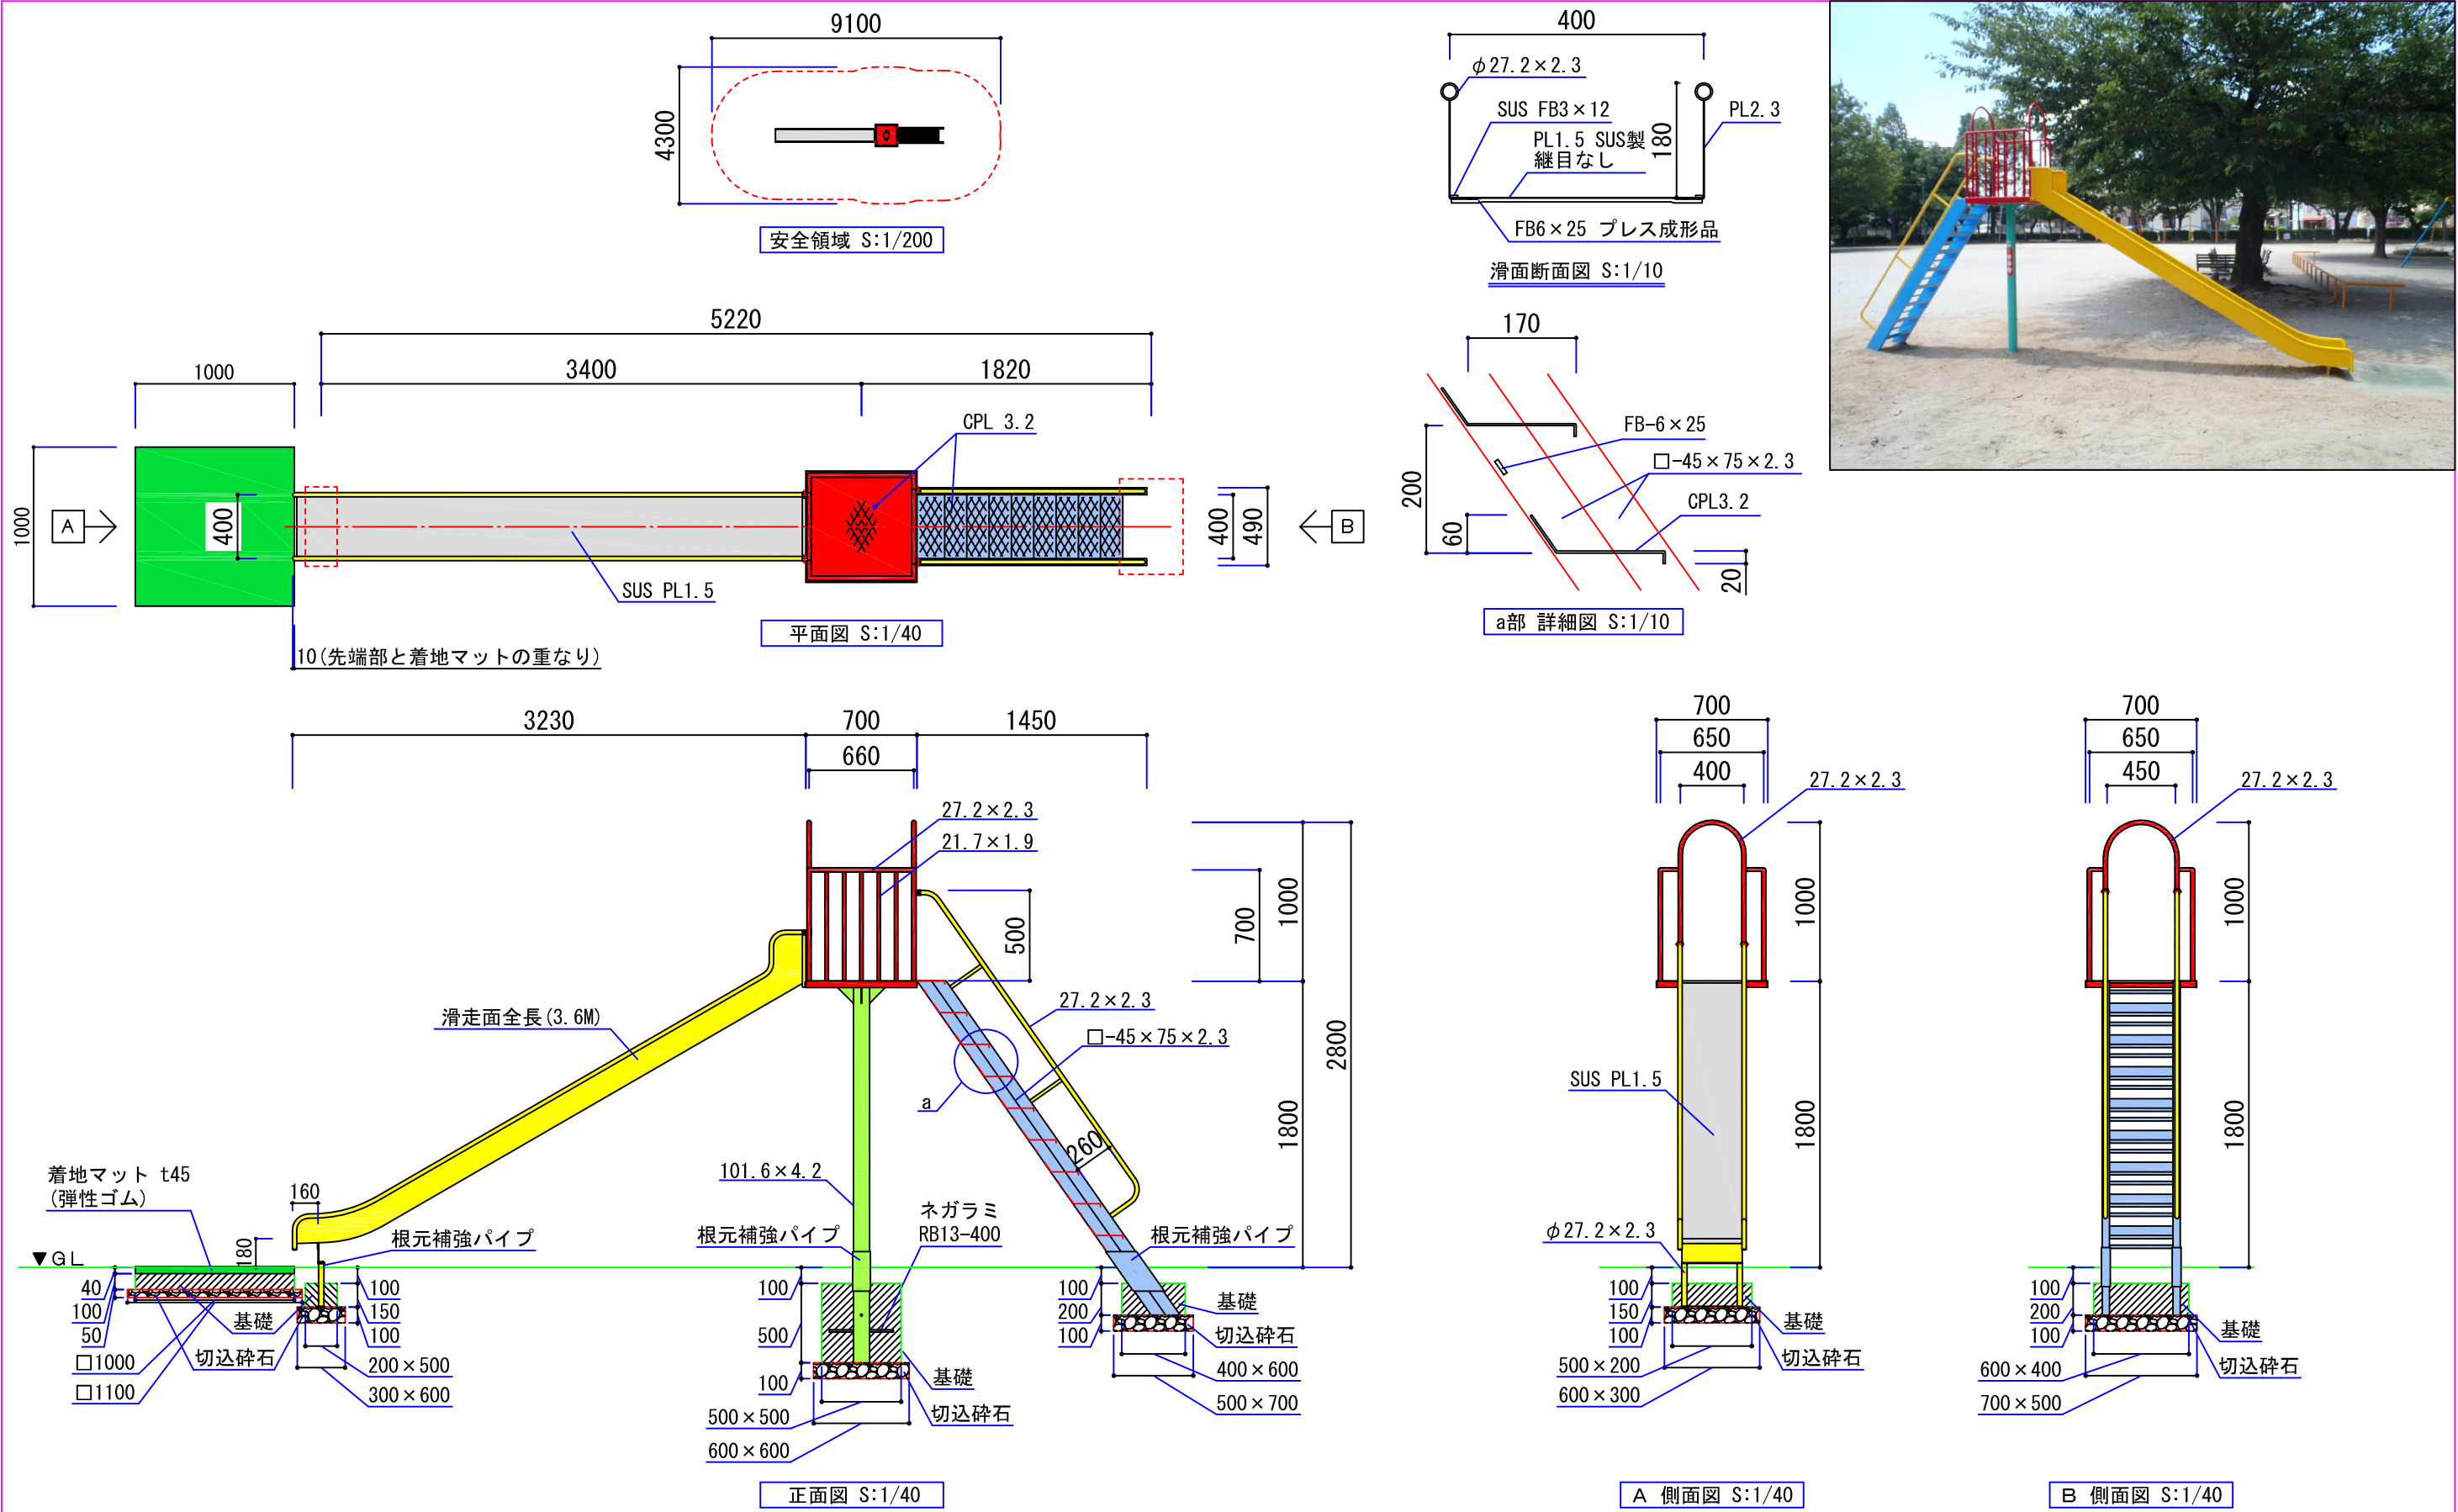 9100
4300
安全領域 S:1/200
400
φ27.2×2.3
SUS FB3×12
PL1.5 SUS製
継目なし
180
PL2.3
FB6×25 プレス成形品
滑面断面図 S:1/10
5220
1000
3400
1820
CPL 3.2
1000
A
400
400
490
B
SUS PL1.5
平面図 S:1/40
10(先端部と着地マットの重なり)
170
FB-6×25
□-45×75×2.3
200
CPL3.2
60
20
a部 詳細図 S:1/10
3230
700
1450
660
27.2×2.3
21.7×1.9
500
700
1000
27.2×2.3
滑走面全長(3.6M)
□-45×75×2.3
2800
a
1800
260
101.6×4.2
着地マット t45
(弾性ゴム)
160
ネガラミ
RB13-400
根元補強パイプ
根元補強パイプ
根元補強パイプ
180
▼GL
40
100
50
□1000
□1100
基礎
切込砕石
100
150
100
200×500
300×600
100
500
100
500×500
600×600
基礎
切込砕石
100
200
100
基礎
切込砕石
400×600
500×700
正面図 S:1/40
700
650
400
27.2×2.3
1000
SUS PL1.5
1800
φ27.2×2.3
100
150
100
基礎
切込砕石
500×200
600×300
A 側面図 S:1/40
700
650
450
27.2×2.3
1000
1800
100
200
100
基礎
切込砕石
600×400
700×500
B 側面図 S:1/40